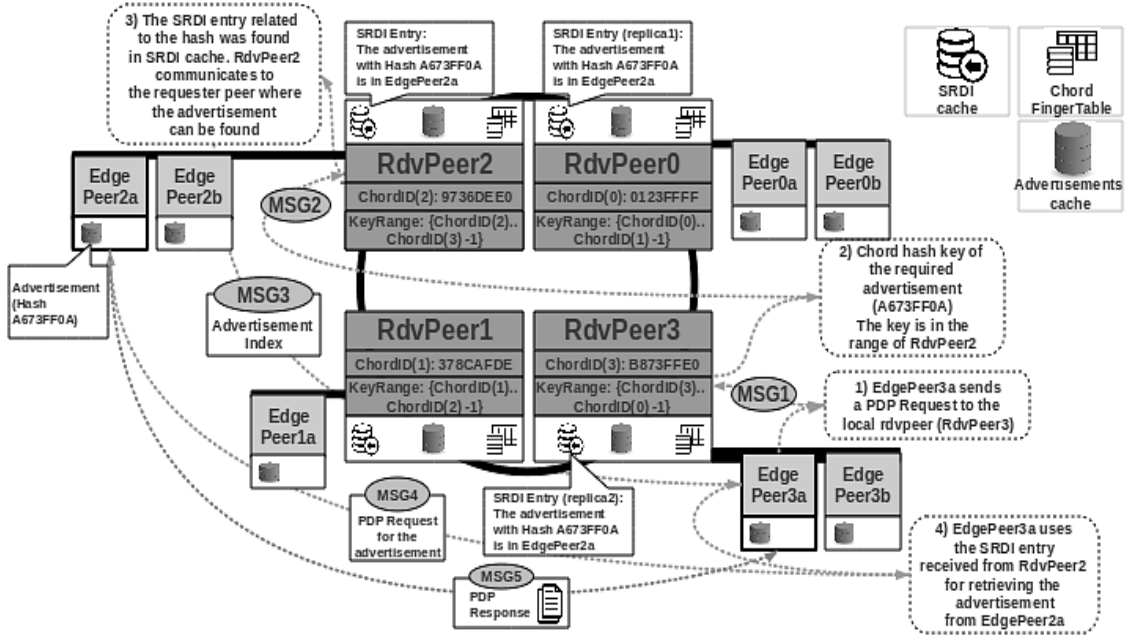 3) The SRDI entry related
to the hash was found
in SRDI cache. RdvPeer2
communicates to
the requester peer where
the advertisement
can be found
SRDI Entry:
The advertisement
with Hash A673FF0A
is in EdgePeer2a
SRDI Entry (replica1):
The advertisement
with Hash A673FF0A
is in EdgePeer2a
SRDI
cache
Chord
FingerTable
Advertisements
cache
Edge
Peer2a
Edge
Peer2b
RdvPeer2
ChordID(2): 9736DEE0
KeyRange: {ChordID(2)..
ChordID(3) -1}
RdvPeer0
ChordID(0): 0123FFFF
KeyRange: {ChordID(0)..
ChordID(1) -1}
Edge
Peer0a
Edge
Peer0b
MSG2
Advertisement
(Hash
A673FF0A)
MSG3
Advertisement
Index
2) Chord hash key of
the required
advertisement
(A673FF0A)
The key is in the
range of RdvPeer2
RdvPeer1
ChordID(1): 378CAFDE
KeyRange: {ChordID(1)..
ChordID(2) -1}
RdvPeer3
ChordID(3): B873FFE0
KeyRange: {ChordID(3)..
ChordID(0) -1}
MSG1
1) EdgePeer3a sends
a PDP Request to the
local rdvpeer (RdvPeer3)
Edge
Peer1a
Edge
Peer3a
Edge
Peer3b
MSG4
PDP Request
for the
advertisement
SRDI Entry (replica2):
The advertisement
with Hash A673FF0A
is in EdgePeer2a
MSG5
PDP
Response
4) EdgePeer3a uses
the SRDI entry
received from RdvPeer2
for retrieving the
advertisement
from EdgePeer2a